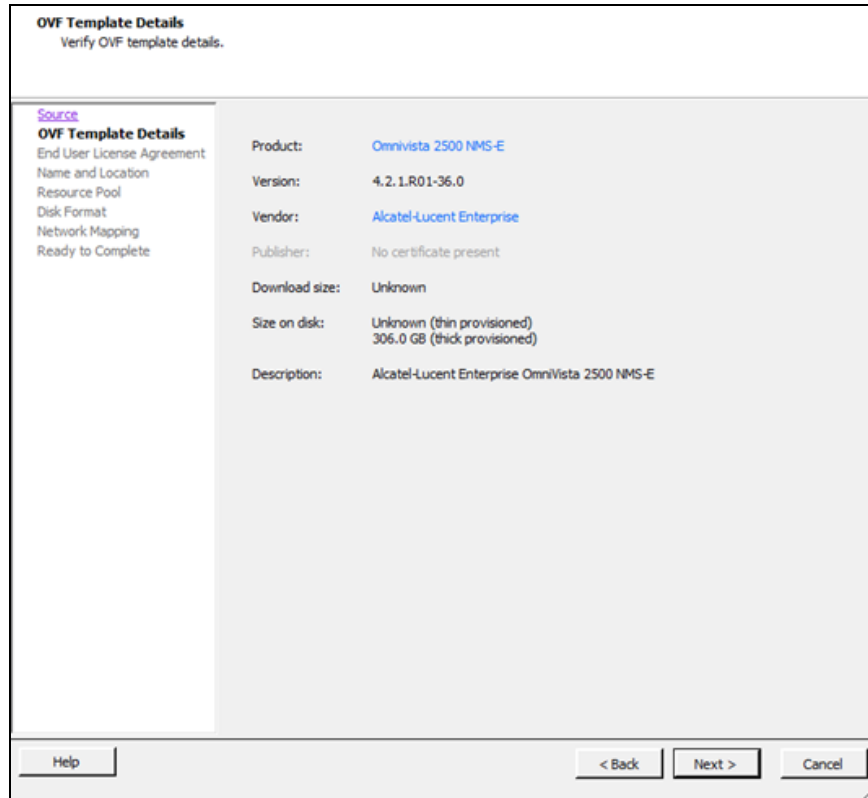 OVF Template Details
Verify OVF template details.
Source
OVF Template Details
End User License Agreement
Name and Location
Resource Pool
Disk Format
Network Mapping
Ready to Complete
Product: Omnivista 2500 NMS-E
Version: 4.2.1.R01-36.0
Vendor: Alcatel-Lucent Enterprise
Publisher: No certificate present
Download size: Unknown
Size on disk: Unknown (thin provisioned)
306.0 GB (thick provisioned)
Description: Alcatel-Lucent Enterprise OmniVista 2500 NMS-E
Help < Back Next > Cancel